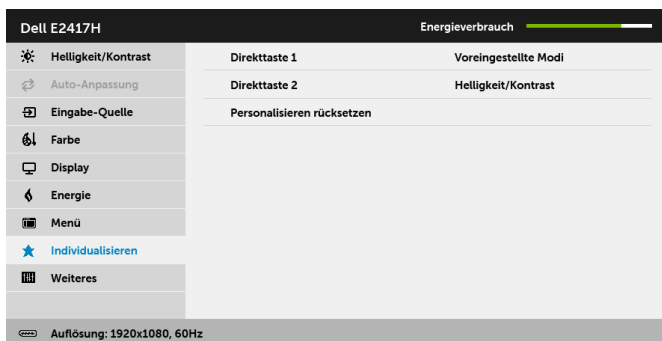 Dell E2417H Energieverbrauch
Helligkeit/Kontrast Direkttaste 1 Voreingestellte Modi
Auto-Anpassung Direkttaste 2 Helligkeit/Kontrast
Eingabe-Quelle Personalisieren rücksetzen
Farbe
Display
Energie
Menü
Individualisieren
Weiteres
Auflösung: 1920x1080, 60Hz